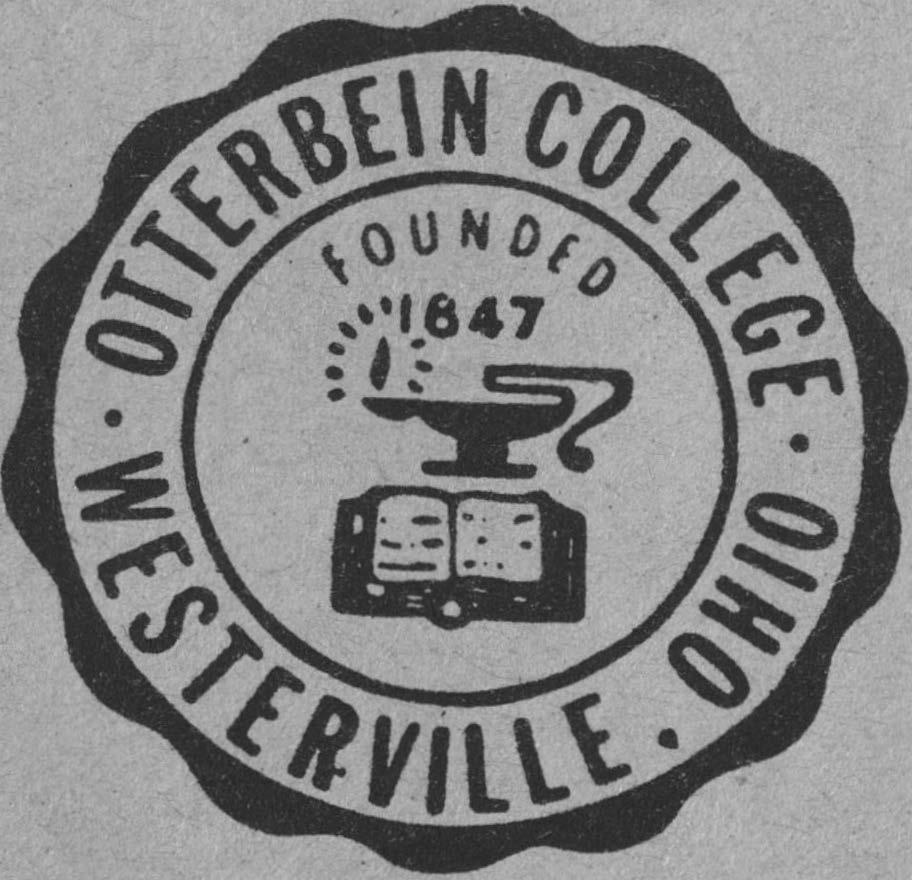 · OTTERBEIN COLLEGE ·
WESTERVILLE . OHIO
FOUNDED
1847